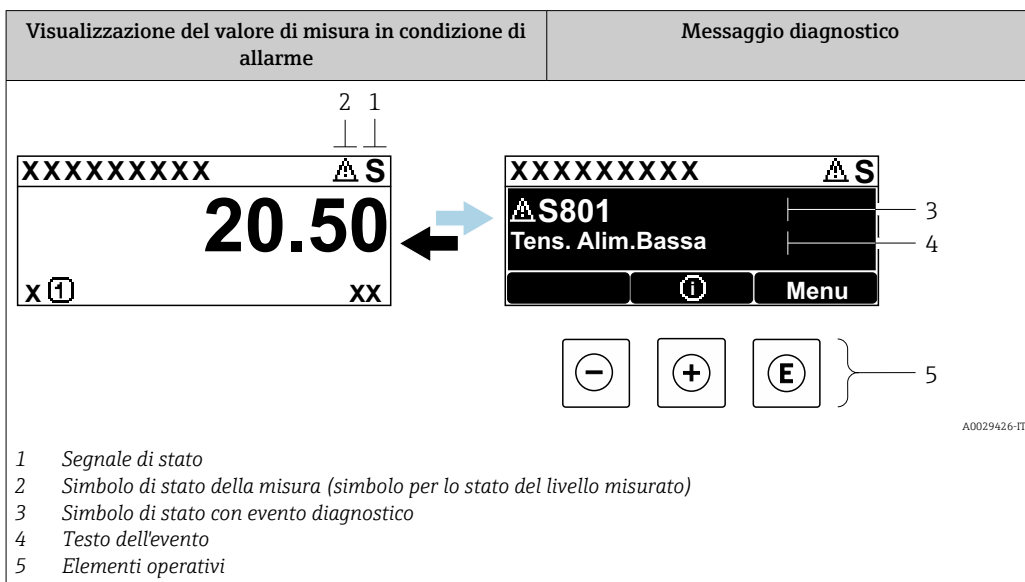 Visualizzazione del valore di misura in condizione di allarme
Messaggio diagnostico
2 1
XXXXXXXXX ⚠ S
20.50
X 1 XX
XXXXXXXXX ⚠ S
⚠S801
Tens. Alim.Bassa
i Menu
3
4
− + E
5
A0029426-IT
1 Segnale di stato
2 Simbolo di stato della misura (simbolo per lo stato del livello misurato)
3 Simbolo di stato con evento diagnostico
4 Testo dell'evento
5 Elementi operativi